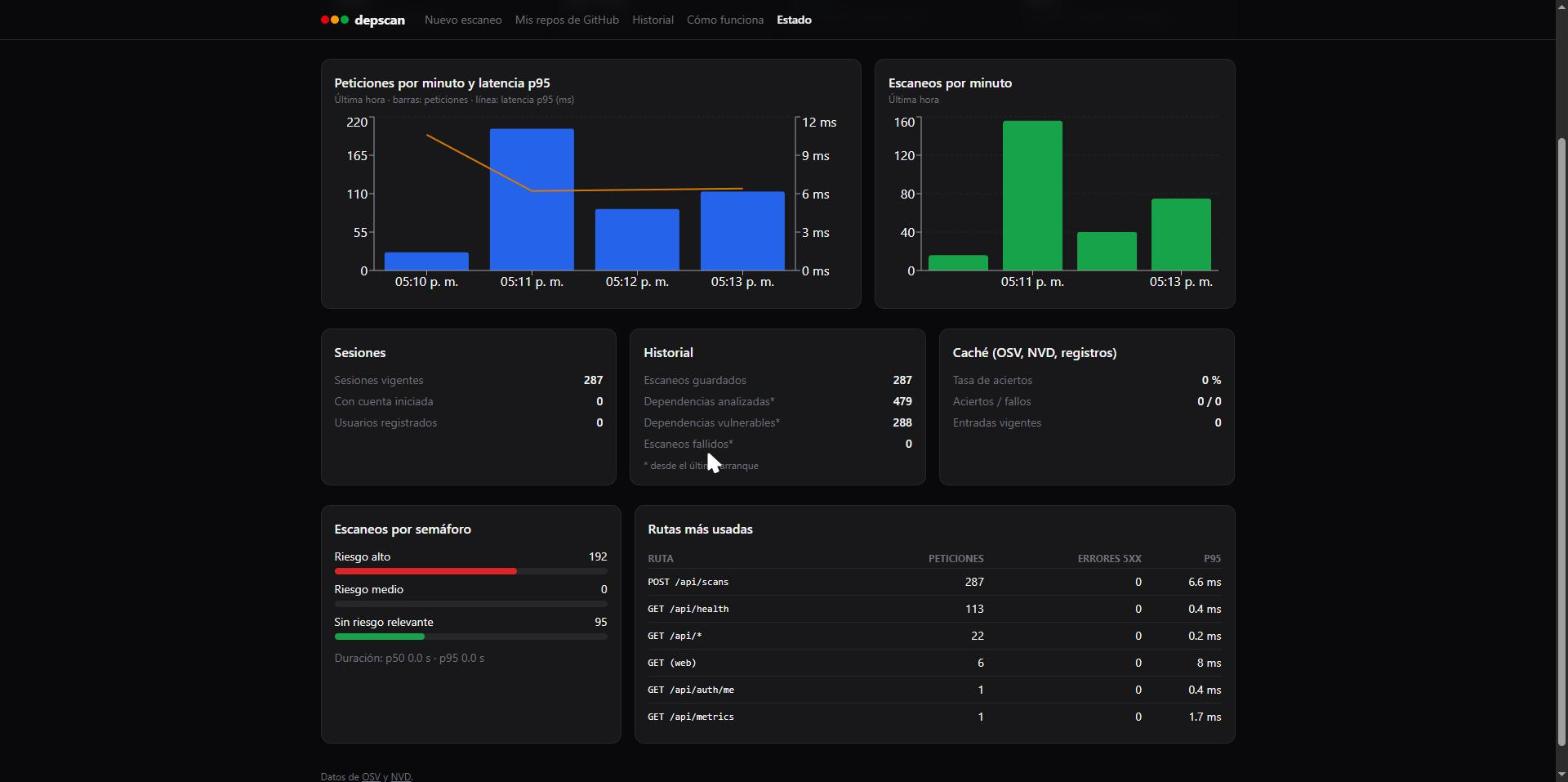 depscan Nuevo escaneo Mis repos de GitHub Historial Cómo funciona Estado
Peticiones por minuto y latencia p95
Última hora · barras: peticiones · línea: latencia p95 (ms)
220 12 ms
165 9 ms
110 6 ms
55 3 ms
0 0 ms
05:10 p. m. 05:11 p. m. 05:12 p. m. 05:13 p. m.
Escaneos por minuto
Última hora
160
120
80
40
0
05:11 p. m. 05:13 p. m.
Sesiones
Sesiones vigentes 287
Con cuenta iniciada 0
Usuarios registrados 0
Historial
Escaneos guardados 287
Dependencias analizadas* 479
Dependencias vulnerables* 288
Escaneos fallidos* 0
* desde el arranque
Caché (OSV, NVD, registros)
Tasa de aciertos 0 %
Aciertos / fallos 0 / 0
Entradas vigentes 0
Escaneos por semáforo
Riesgo alto 192
Riesgo medio 0
Sin riesgo relevante 95
Duración: p50 0.0 s · p95 0.0 s
Rutas más usadas
RUTA PETICIONES ERRORES 5XX P95
POST /api/scans 287 0 6.6 ms
GET /api/health 113 0 0.4 ms
GET /api/* 22 0 0.2 ms
GET (web) 6 0 8 ms
GET /api/auth/me 1 0 0.4 ms
GET /api/metrics 1 0 1.7 ms
Datos de OSV y NVD.